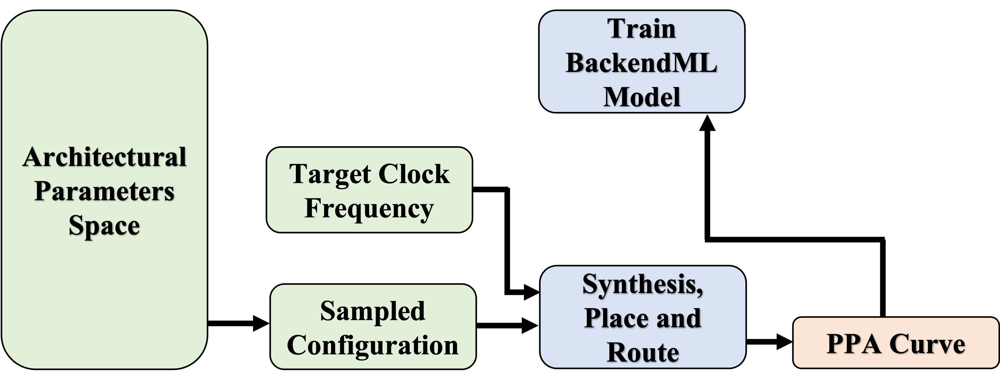 Architectural
Parameters
Space
Target Clock
Frequency
Sampled
Configuration
Train
BackendML
Model
Synthesis,
Place and
Route
PPA Curve